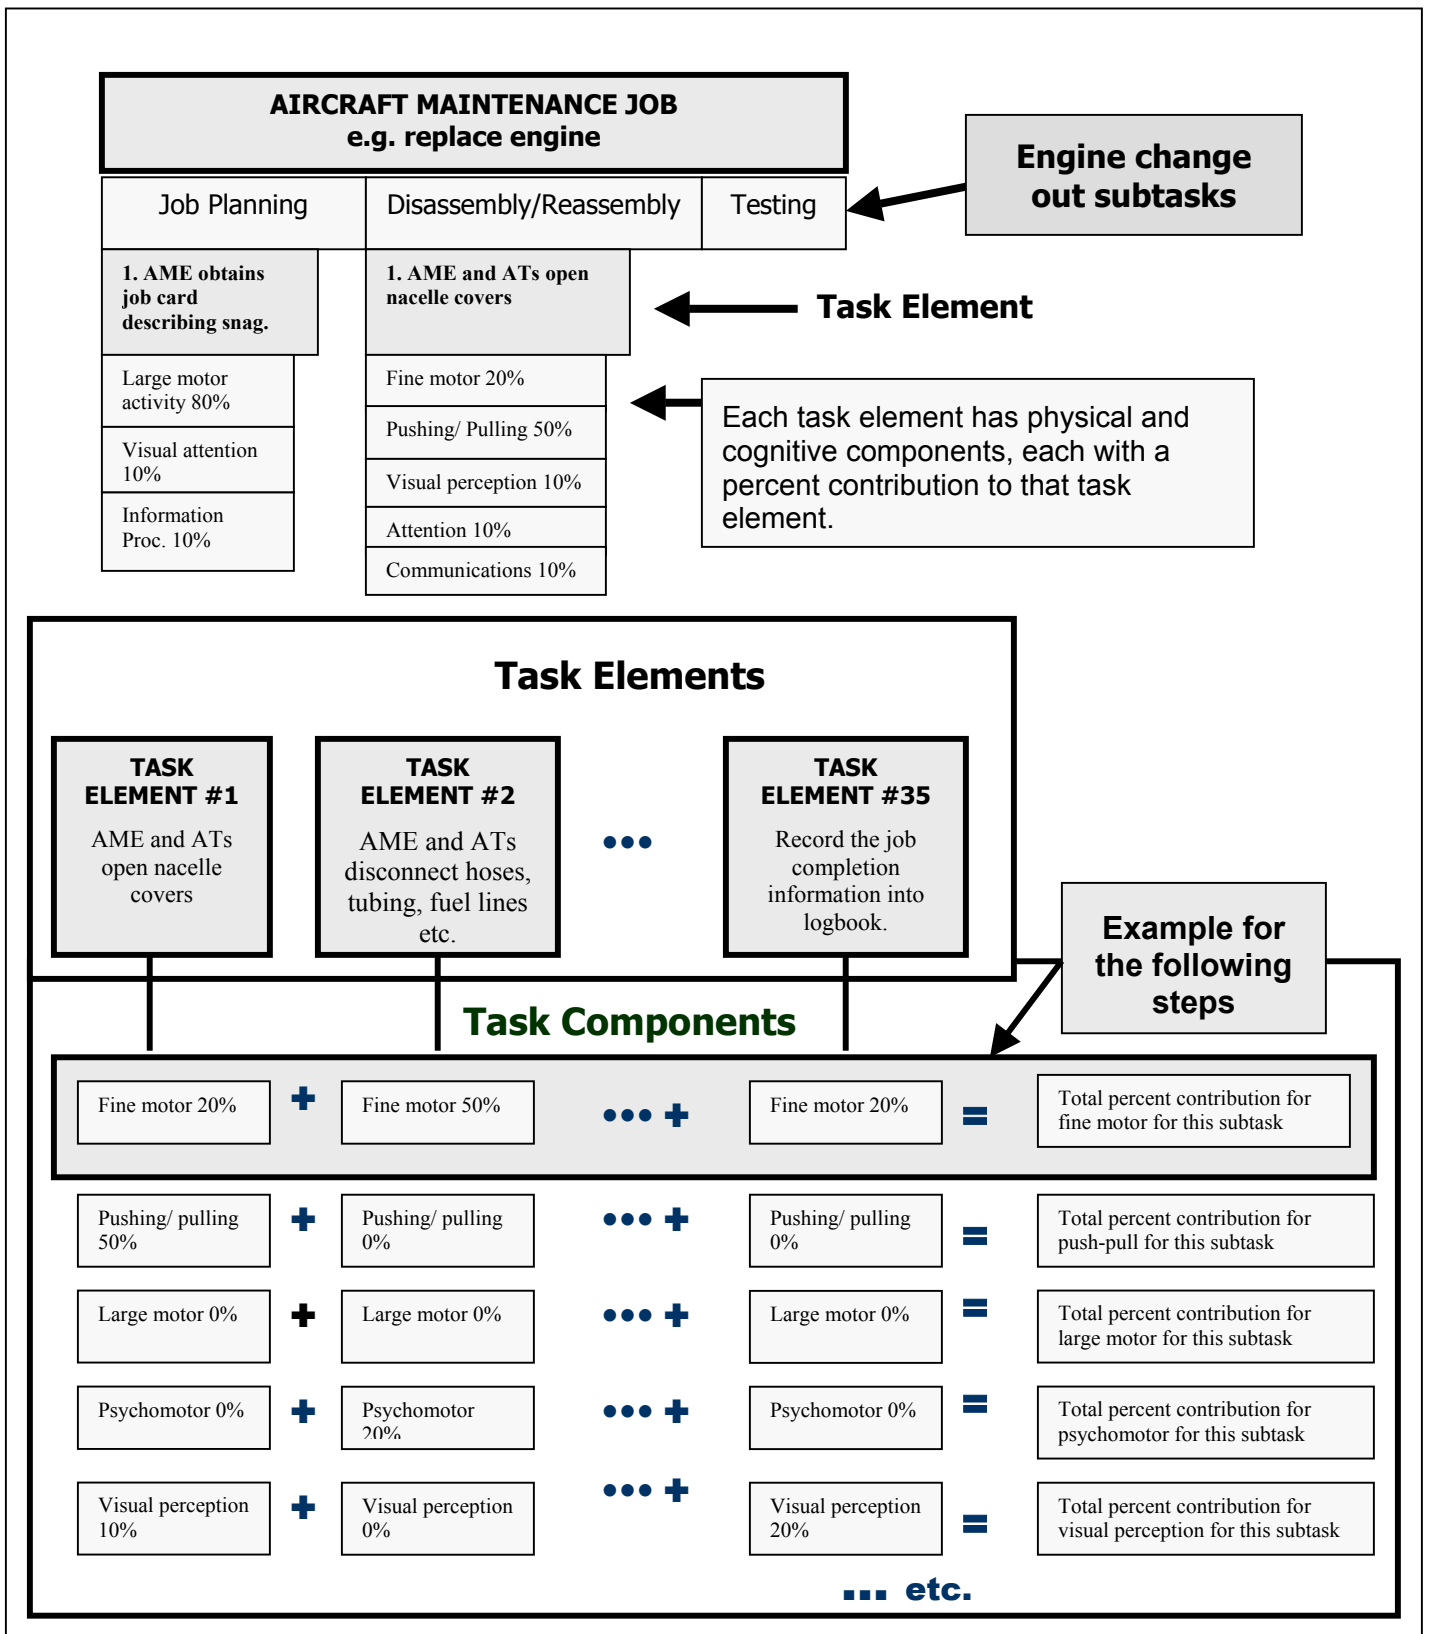 AIRCRAFT MAINTENANCE JOB
e.g. replace engine
Engine change
out subtasks
Job Planning
Disassembly/Reassembly
Testing
1. AME obtains
job card
describing snag.
1. AME and ATs open
nacelle covers
Task Element
Large motor
activity 80%
Visual attention
10%
Information
Proc. 10%
Fine motor 20%
Pushing/ Pulling 50%
Visual perception 10%
Attention 10%
Communications 10%
Each task element has physical and
cognitive components, each with a
percent contribution to that task
element.
Task Elements
TASK
ELEMENT #1
AME and ATs
open nacelle
covers
TASK
ELEMENT #2
AME and ATs
disconnect hoses,
tubing, fuel lines
etc.
•••
TASK
ELEMENT #35
Record the job
completion
information into
logbook.
Example for
the following
steps
Task Components
Fine motor 20%
+
Fine motor 50%
••• +
Fine motor 20%
=
Total percent contribution for
fine motor for this subtask
Pushing/ pulling
50%
+
Pushing/ pulling
0%
••• +
Pushing/ pulling
0%
=
Total percent contribution for
push-pull for this subtask
Large motor 0%
+
Large motor 0%
••• +
Large motor 0%
=
Total percent contribution for
large motor for this subtask
Psychomotor 0%
+
Psychomotor
20%
••• +
Psychomotor 0%
=
Total percent contribution for
psychomotor for this subtask
Visual perception
10%
+
Visual perception
0%
••• +
Visual perception
20%
=
Total percent contribution for
visual perception for this subtask
... etc.